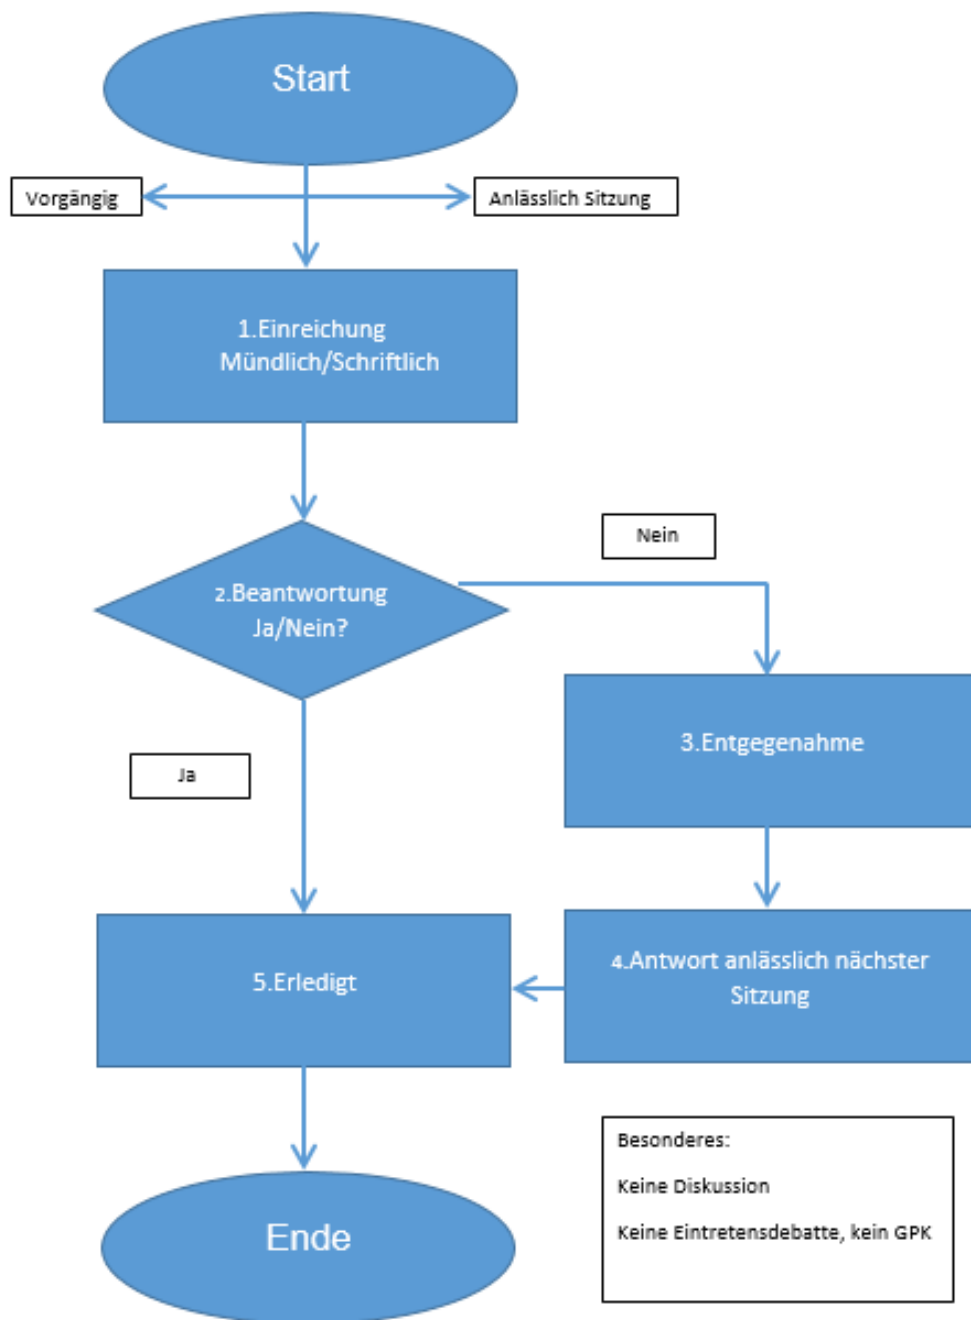 Start
Vorgängig
Anlässlich Sitzung
1.Einreichung
Mündlich/Schriftlich
Nein
2.Beantwortung
Ja/Nein?
3.Entgegenahme
Ja
4.Antwort anlässlich nächster
Sitzung
5.Erledigt
Besonderes:
Keine Diskussion
Keine Eintretensdebatte, kein GPK
Ende